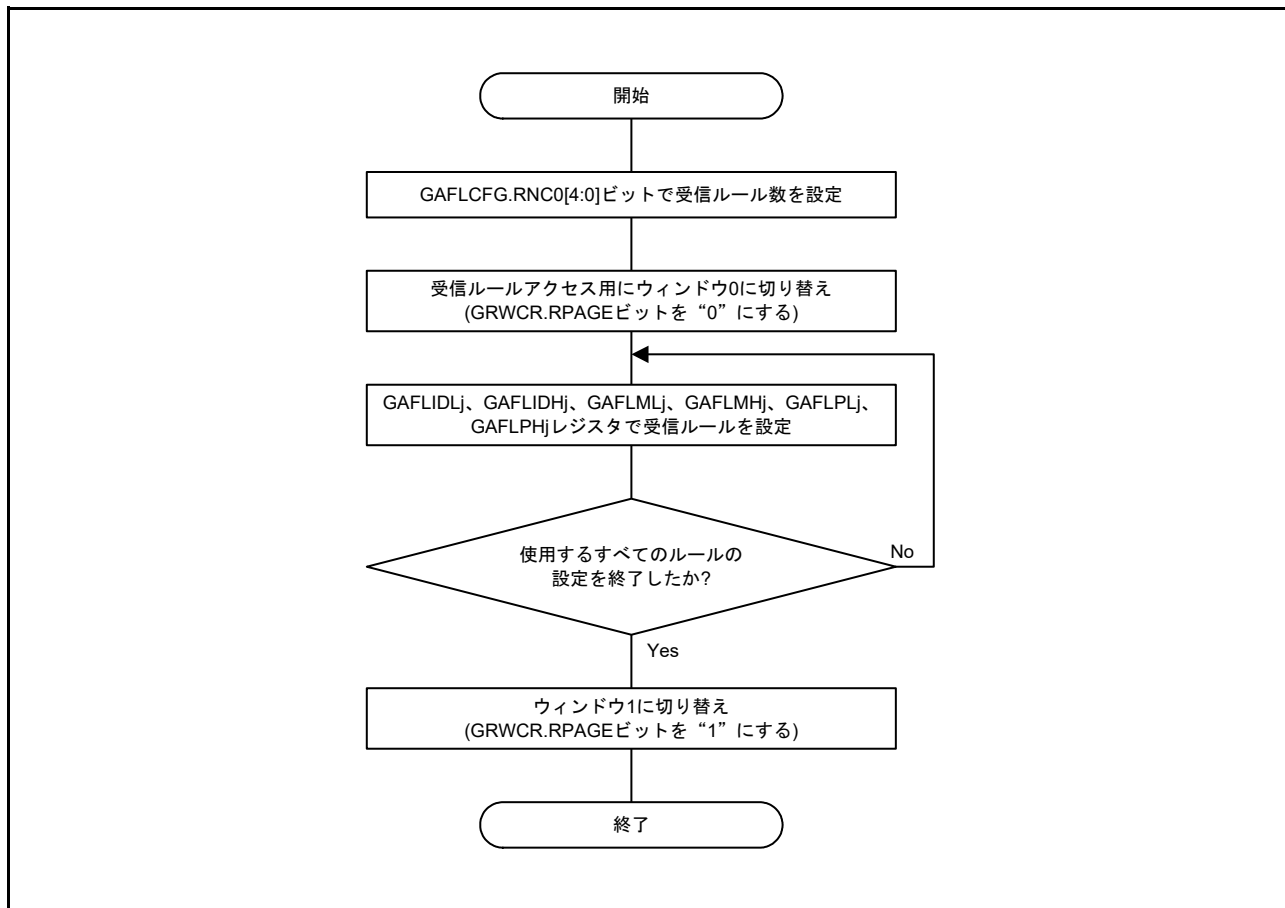 開始
GAFLCFG.RNC0[4:0]ビットで受信ルール数を設定
受信ルールアクセス用にウィンドウ0に切り替え
(GRWCR.RPAGEビットを“0”にする)
GAFLIDLj、GAFLIDHj、GAFLMLj、GAFLMHj、GAFLPLj、
GAFLPHjレジスタで受信ルールを設定
使用するすべてのルールの
設定を終了したか?
No
Yes
ウィンドウ1に切り替え
(GRWCR.RPAGEビットを“1”にする)
終了